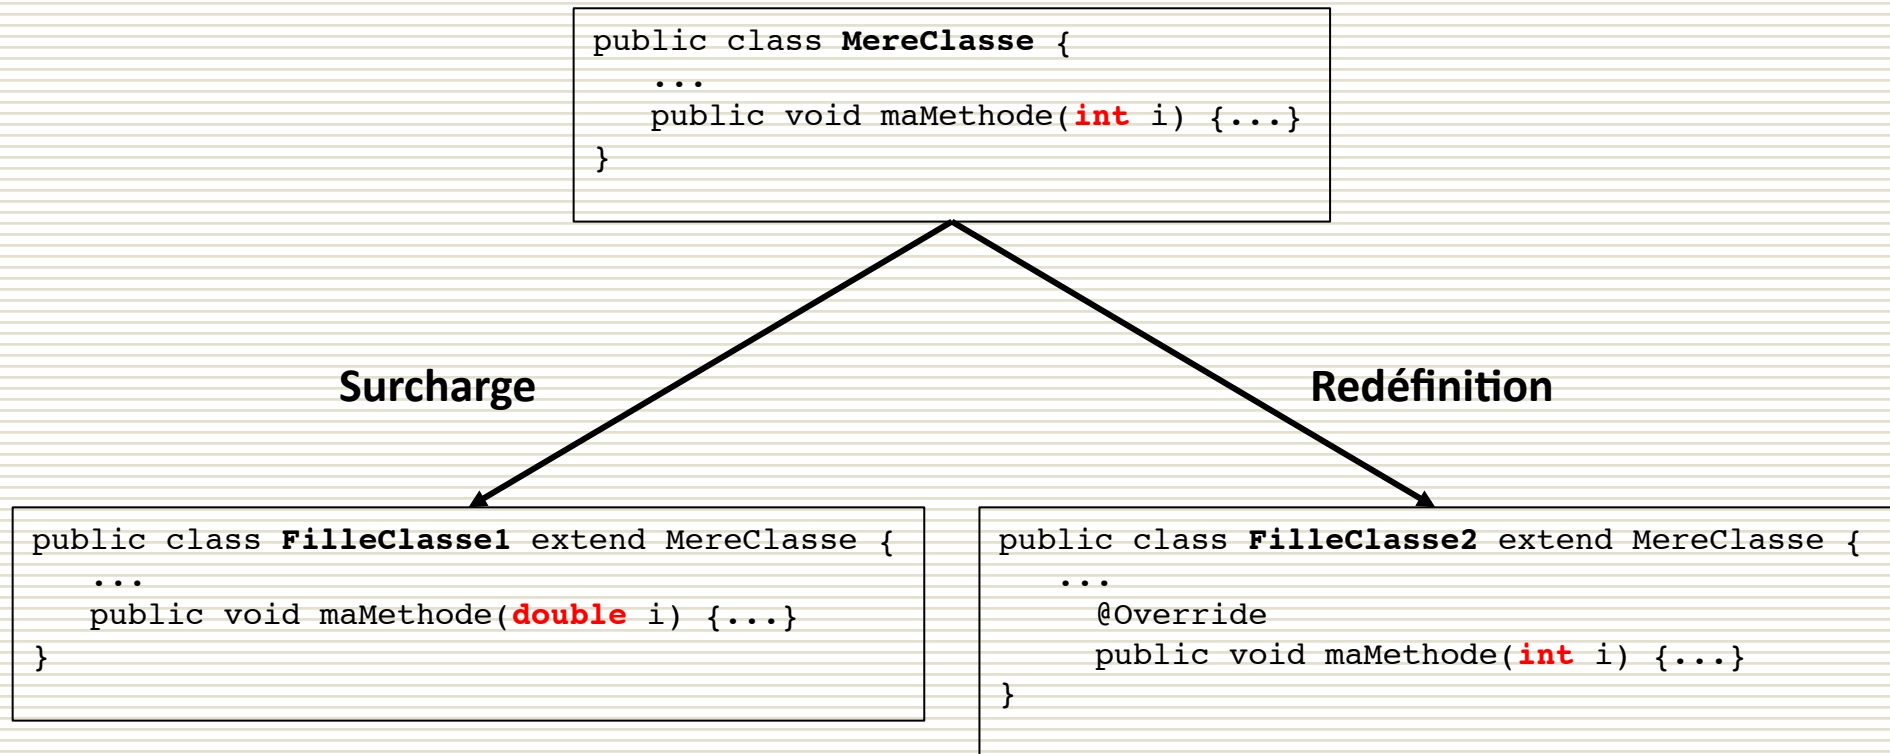 public class MereClasse {
...
public void maMethode(int i) {...}
}
Surcharge
Redéfinition
public class FilleClasse1 extend MereClasse {
...
public void maMethode(double i) {...}
}
public class FilleClasse2 extend MereClasse {
...
@Override
public void maMethode(int i) {...}
}